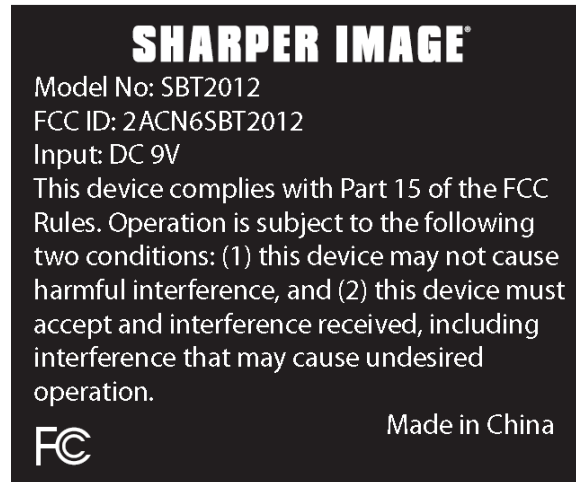 SHARPER IMAGE®
Model No: SBT2012
FCC ID: 2ACN6SBT2012
Input: DC 9V
This device complies with Part 15 of the FCC
Rules. Operation is subject to the following
two conditions: (1) this device may not cause
harmful interference, and (2) this device must
accept and interference received, including
interference that may cause undesired
operation.
Made in China
FC